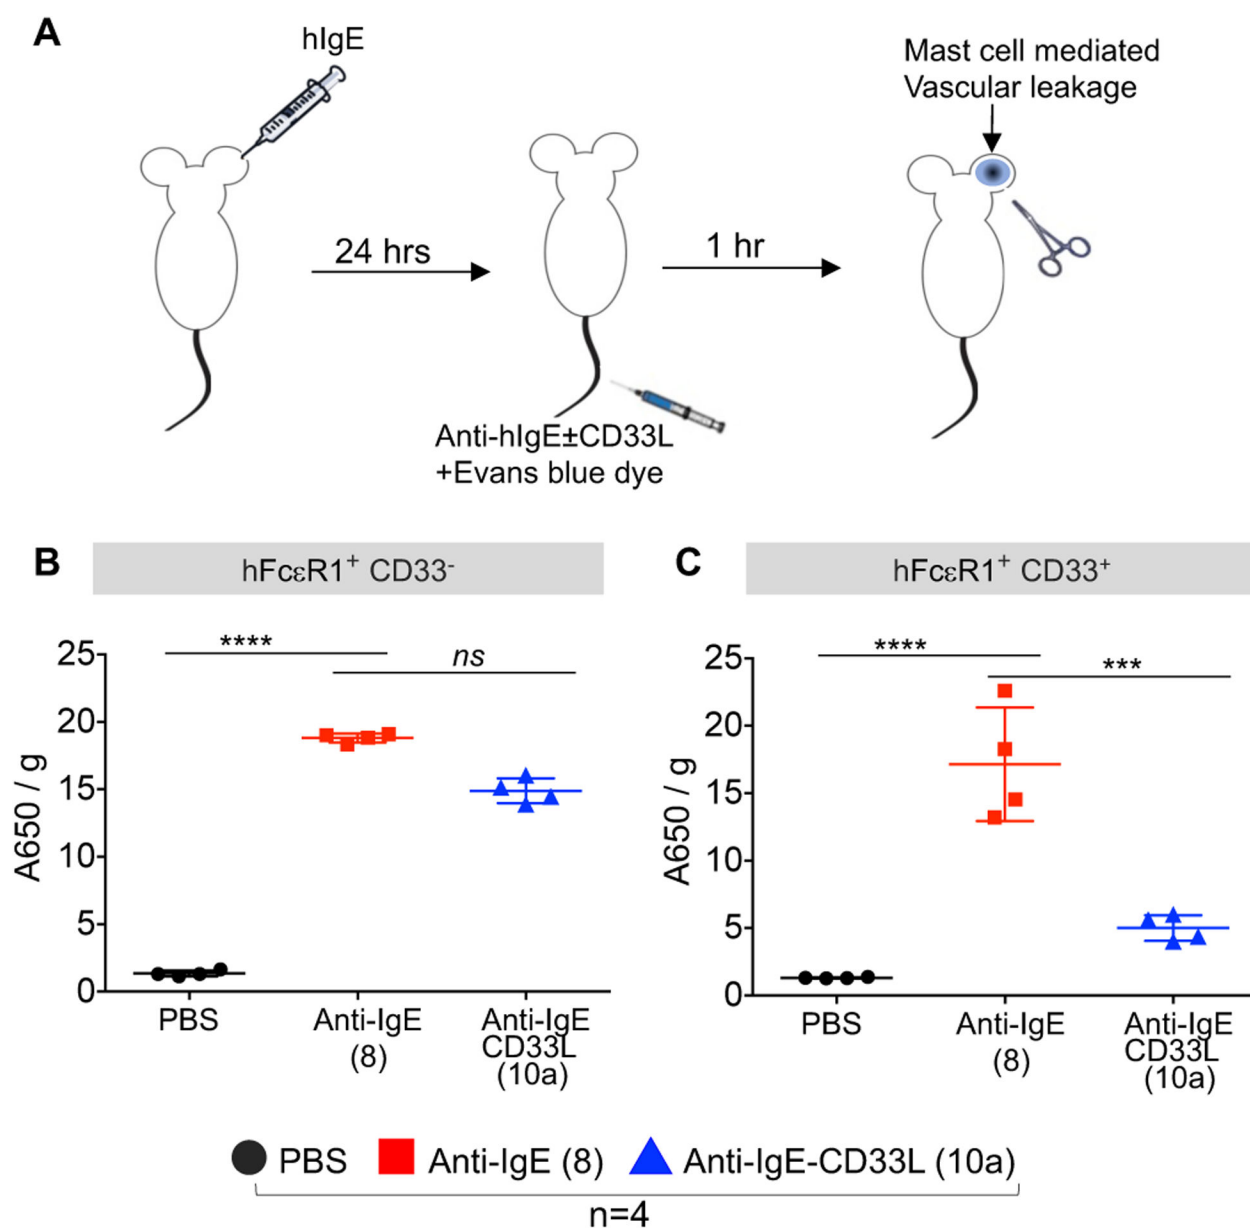 A
hIgE
Mast cell mediated
Vascular leakage
24 hrs
1 hr
Anti-hIgE±CD33L
+Evans blue dye
B
hFcεR1⁺ CD33⁻
25
20
15
10
5
0
A650 / g
****
ns
PBS
Anti-IgE
(8)
Anti-IgE
CD33L
(10a)
C
hFcεR1⁺ CD33⁺
25
20
15
10
5
0
A650 / g
****
***
PBS
Anti-IgE
(8)
Anti-IgE
CD33L
(10a)
PBS Anti-IgE (8) Anti-IgE-CD33L (10a)
n=4